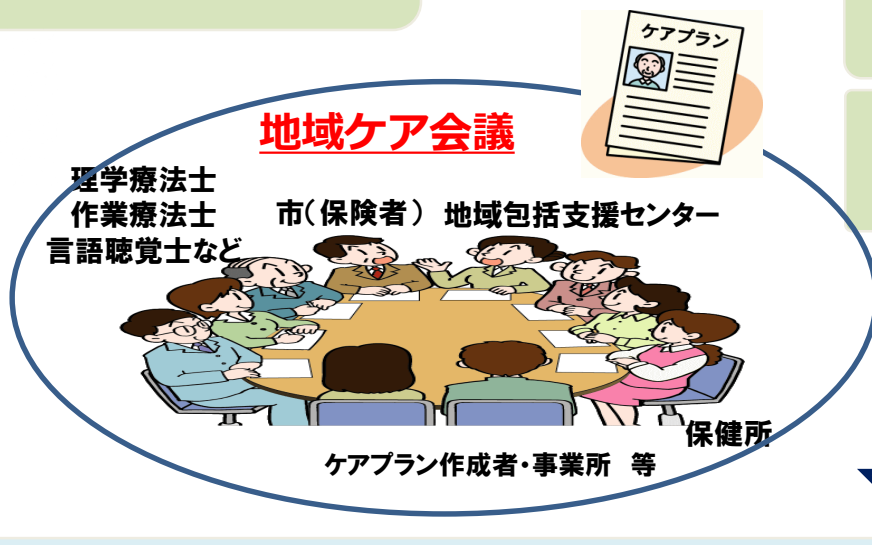 ケアプラン
地域ケア会議
理学療法士
作業療法士
言語聴覚士など
市(保険者) 地域包括支援センター
保健所
ケアプラン作成者・事業所 等